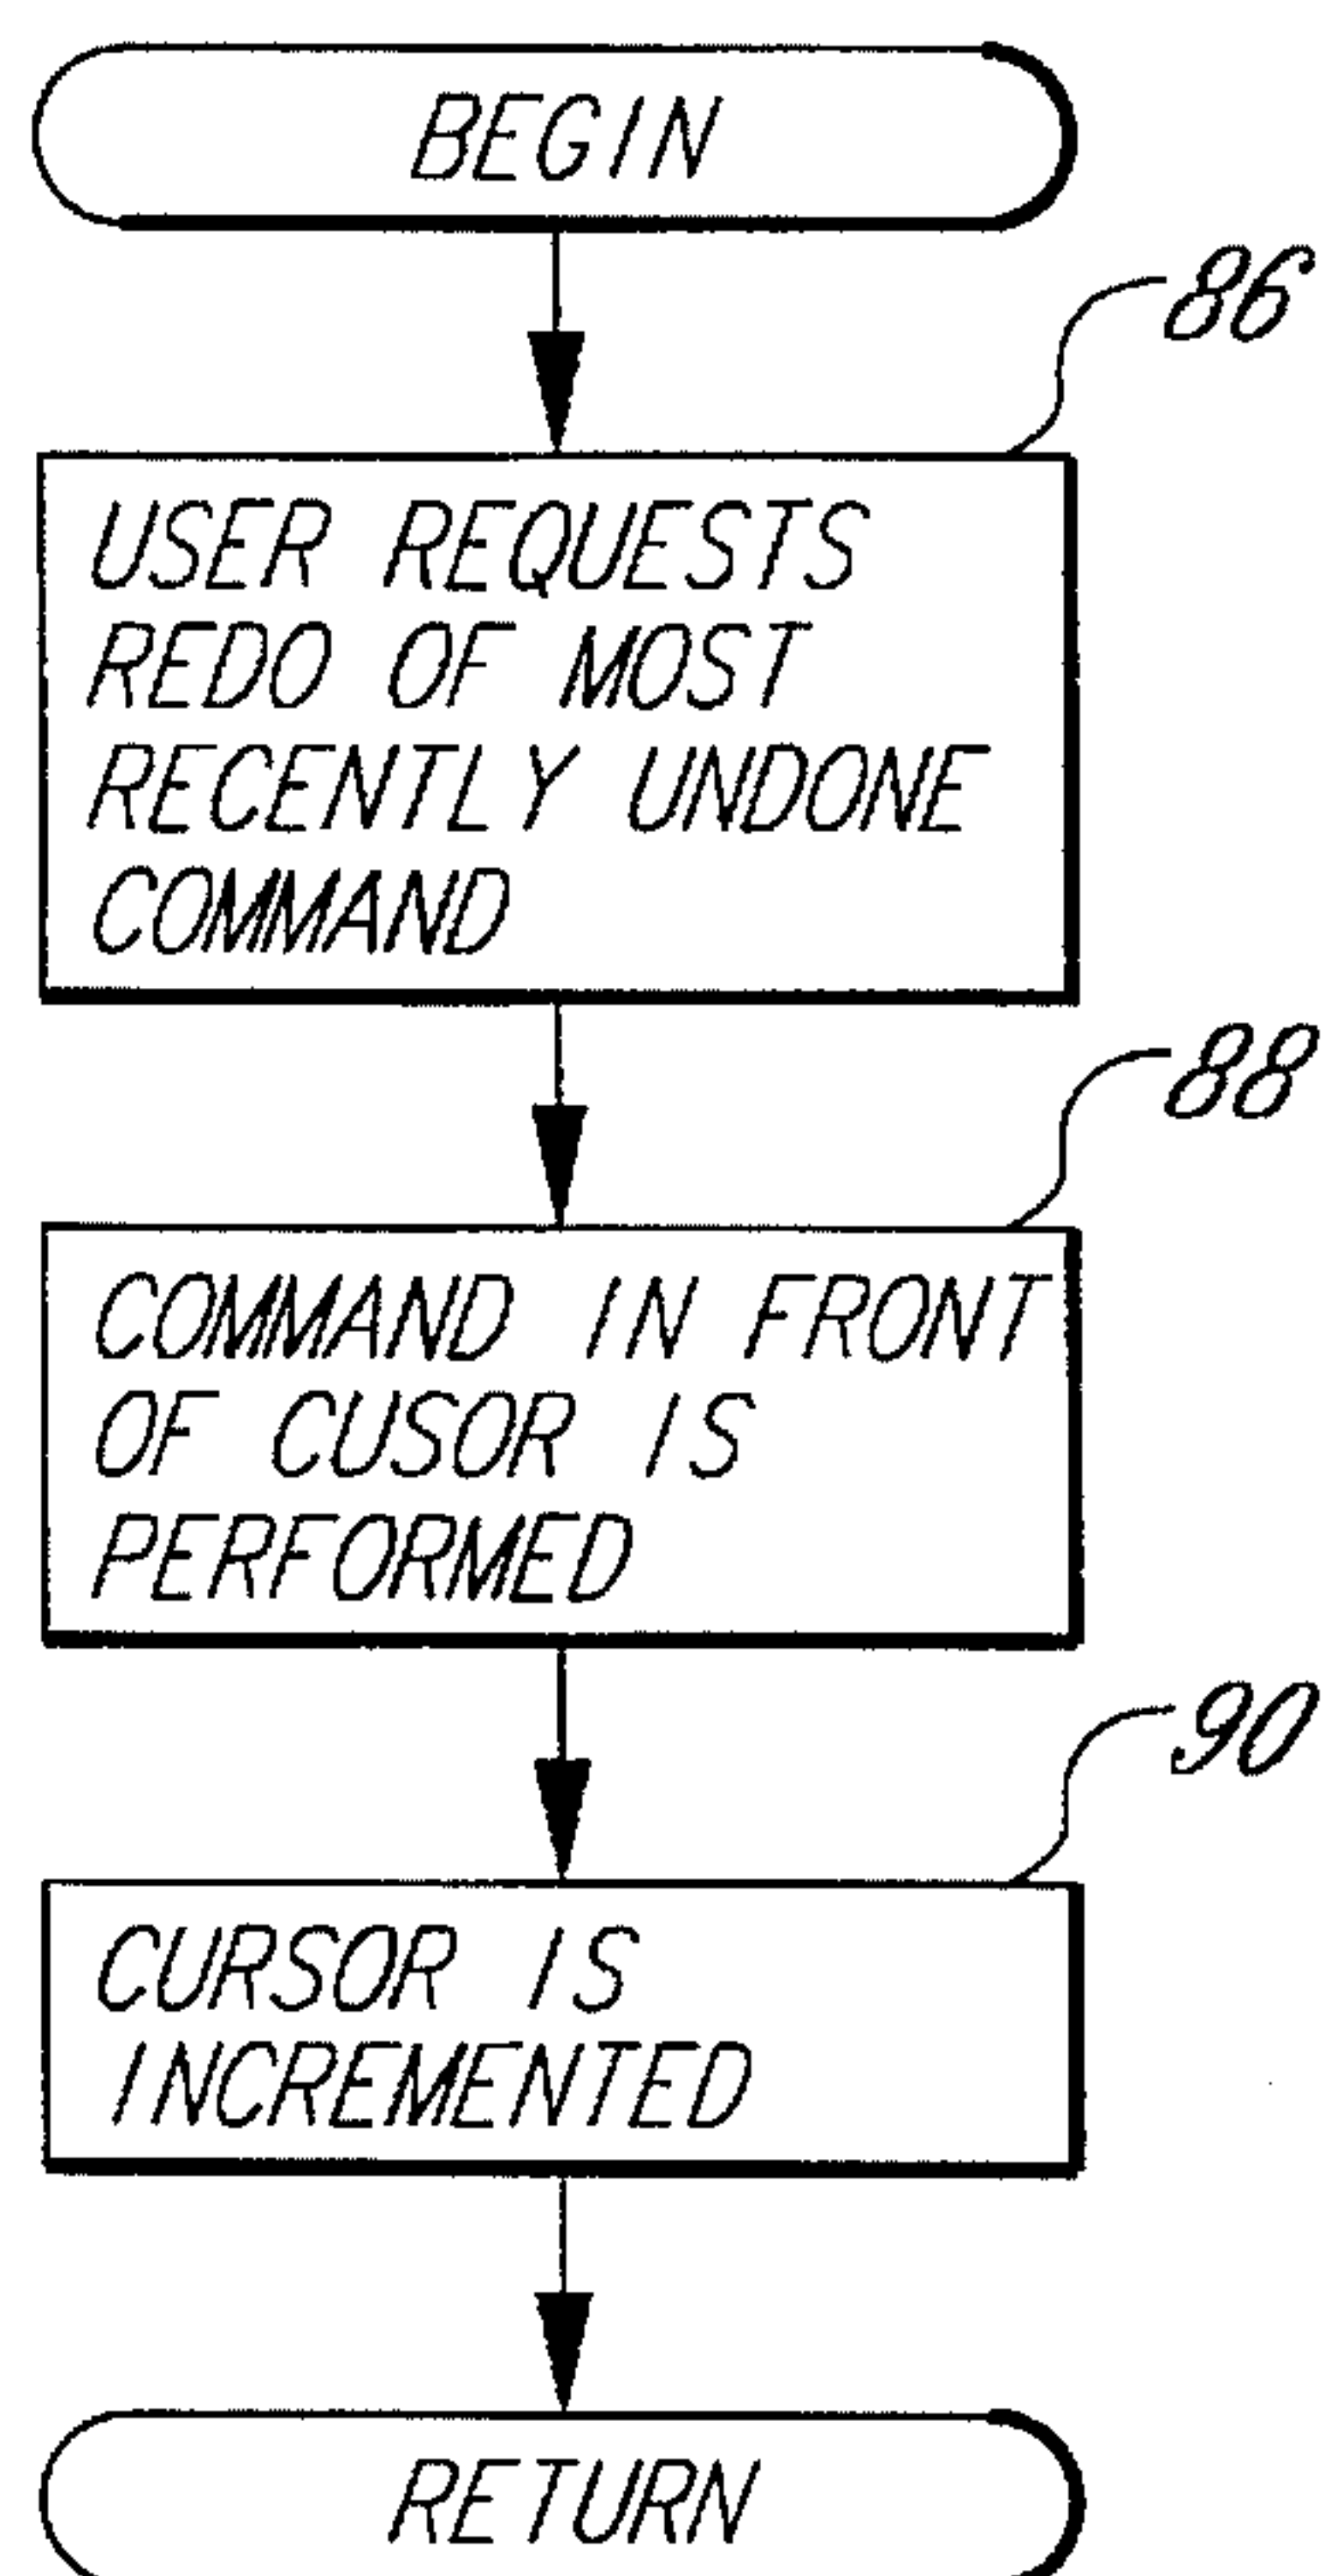 BEGIN
86
USER REQUESTS
REDO OF MOST
RECENTLY UNDONE
COMMAND
88
COMMAND IN FRONT
OF CUSOR IS
PERFORMED
90
CURSOR IS
INCREMENTED
RETURN